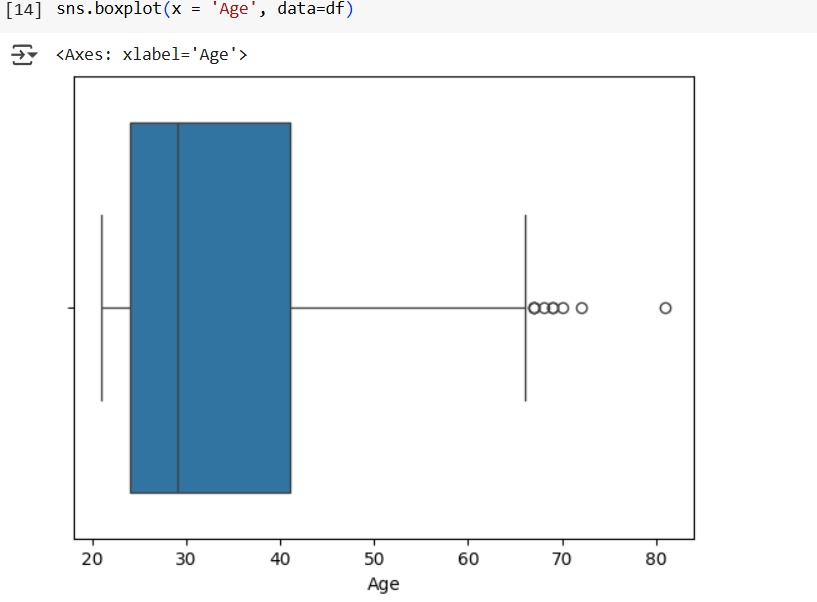 [14] sns.boxplot(x = 'Age', data=df)
<Axes: xlabel='Age'>
20 30 40 50 60 70 80
Age